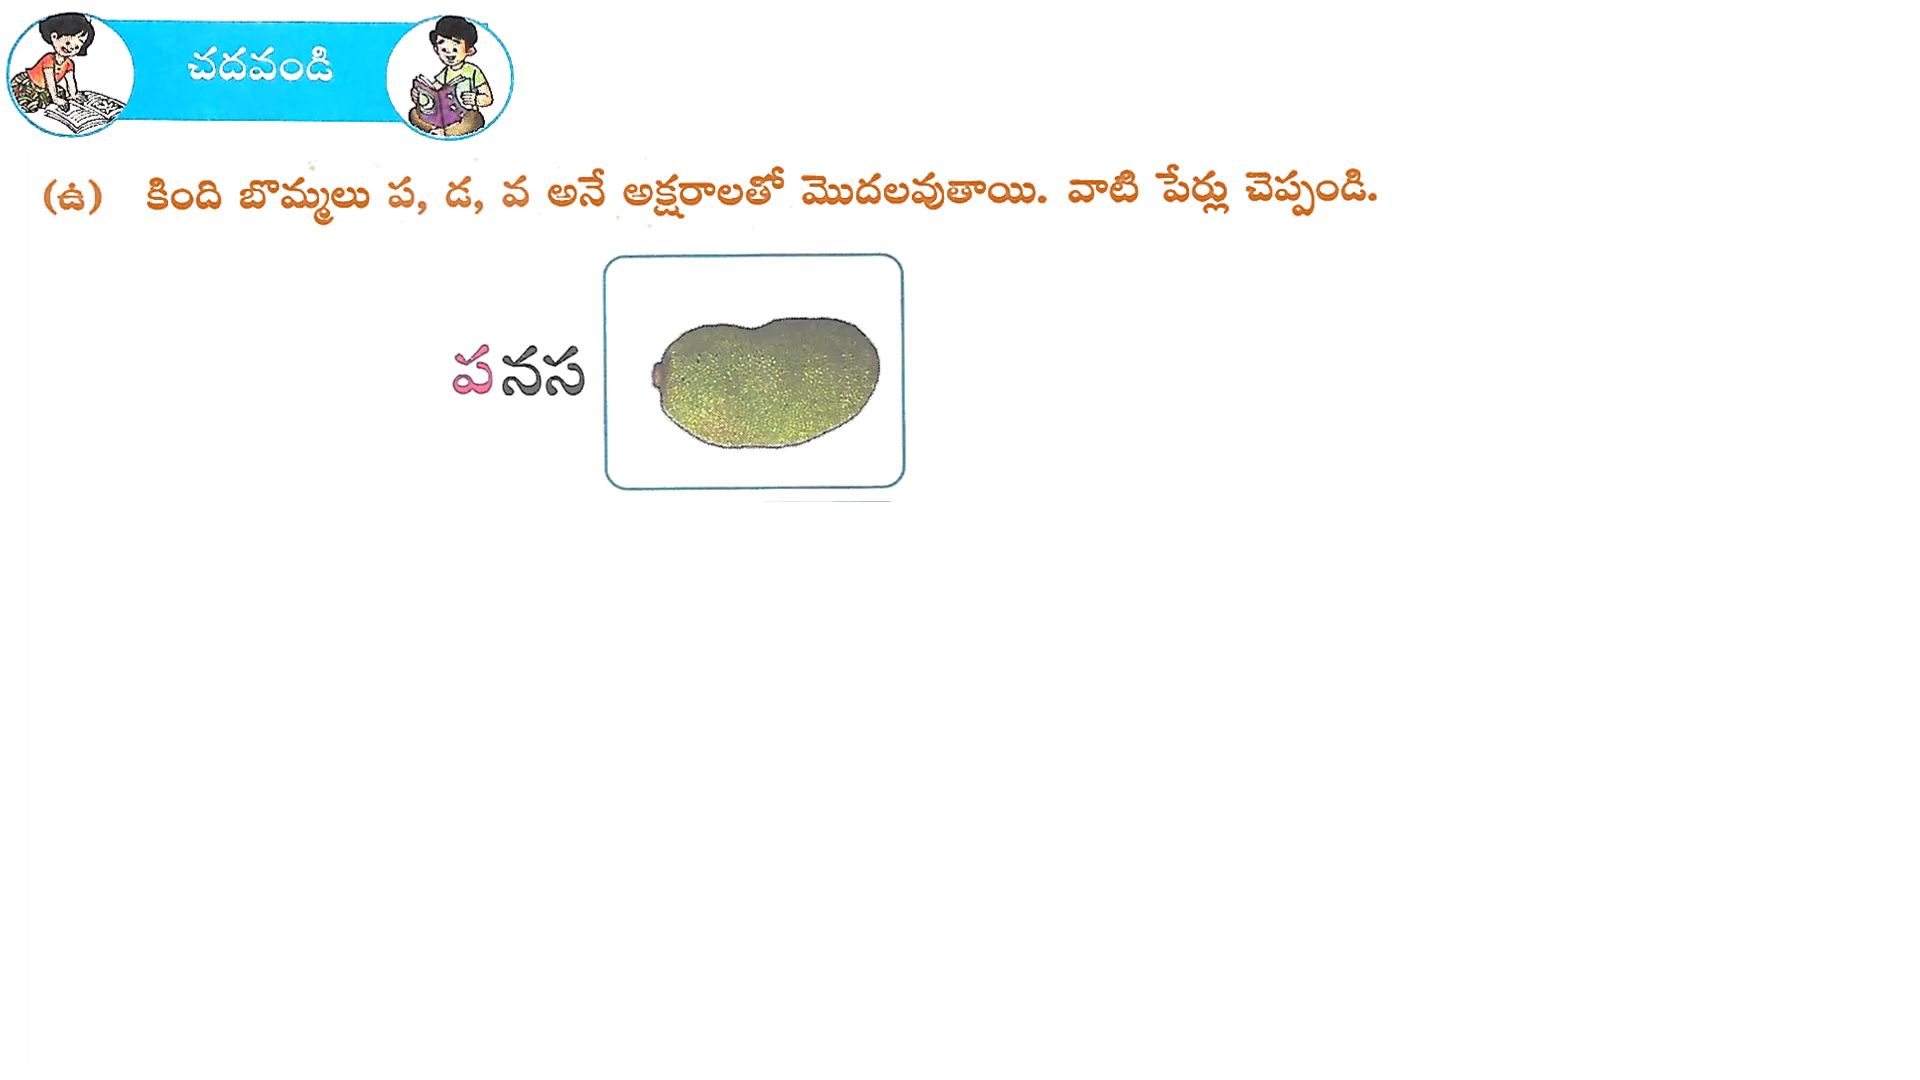 చదవండి
(ఉ) కింది బొమ్మలు ప, డ, వ అనే అక్షరాలతో మొదలవుతాయి. వాటి పేర్లు చెప్పండి.
పనస